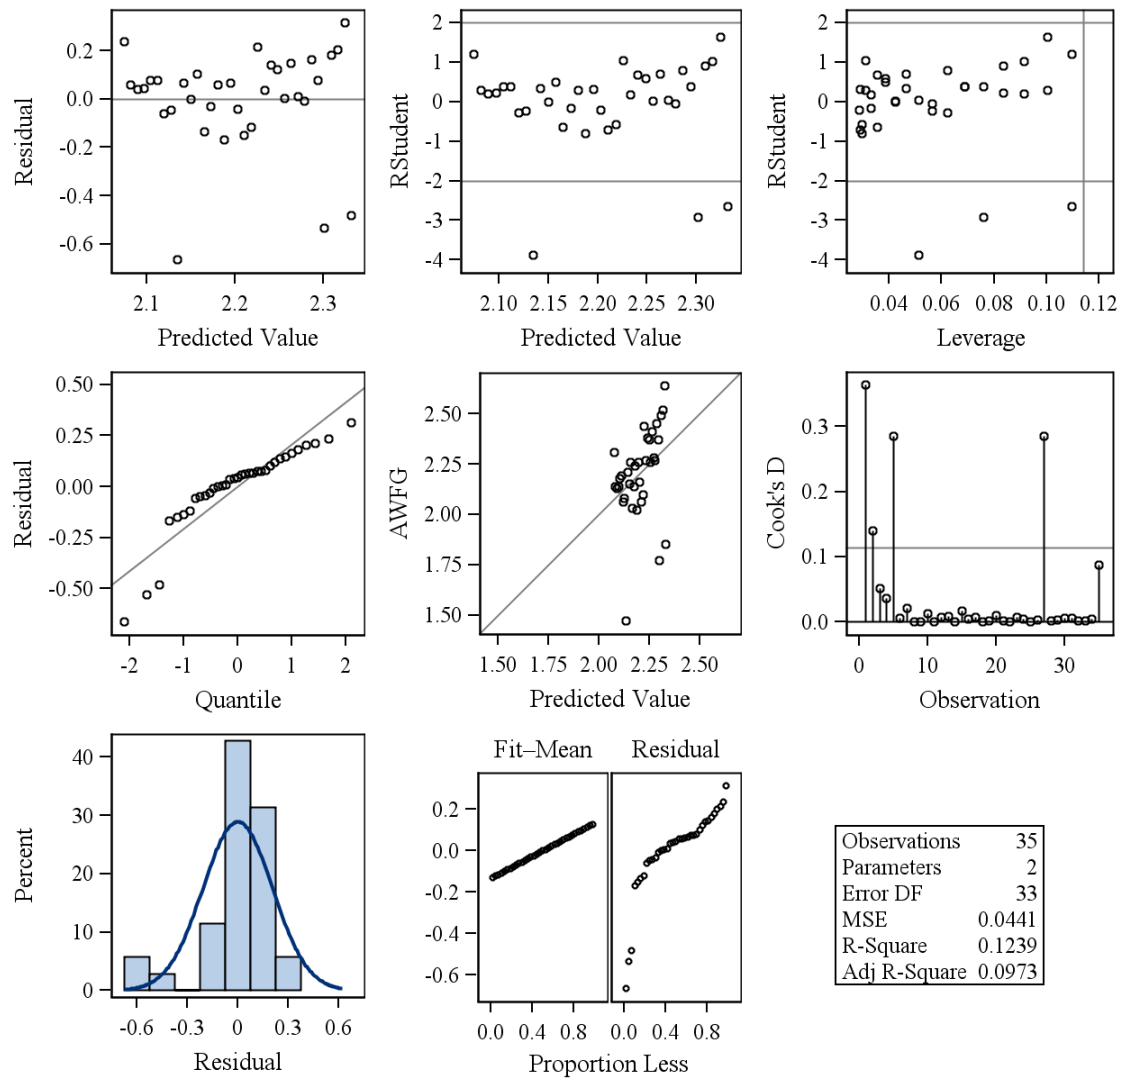 0.2
0.0
-0.2
-0.4
-0.6
Residual
2.1 2.2 2.3
Predicted Value
2
1
0
-1
-2
-3
-4
RStudent
2.10 2.15 2.20 2.25 2.30
Predicted Value
2
1
0
-1
-2
-3
-4
RStudent
0.04 0.06 0.08 0.10 0.12
Leverage
0.50
0.25
0.00
-0.25
-0.50
Residual
-2 -1 0 1 2
Quantile
2.50
2.25
2.00
1.75
1.50
AWFG
1.50 1.75 2.00 2.25 2.50
Predicted Value
0.3
0.2
0.1
0.0
Cook's D
0 10 20 30
Observation
40
30
20
10
0
Percent
-0.6 -0.3 0 0.3 0.6
Residual
Fit–Mean Residual
0.2
0.0
-0.2
-0.4
-0.6
0.0 0.4 0.8 0.0 0.4 0.8
Proportion Less
Observations 35
Parameters 2
Error DF 33
MSE 0.0441
R-Square 0.1239
Adj R-Square 0.0973